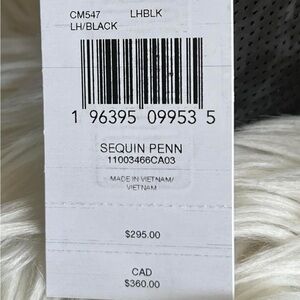 CM547 LHBLK
LH/BLACK
1 96395 09953 5
SEQUIN PENN
11003466CA03
MADE IN VIETNAM/
VIETNAM
$295.00
CAD
$360.00